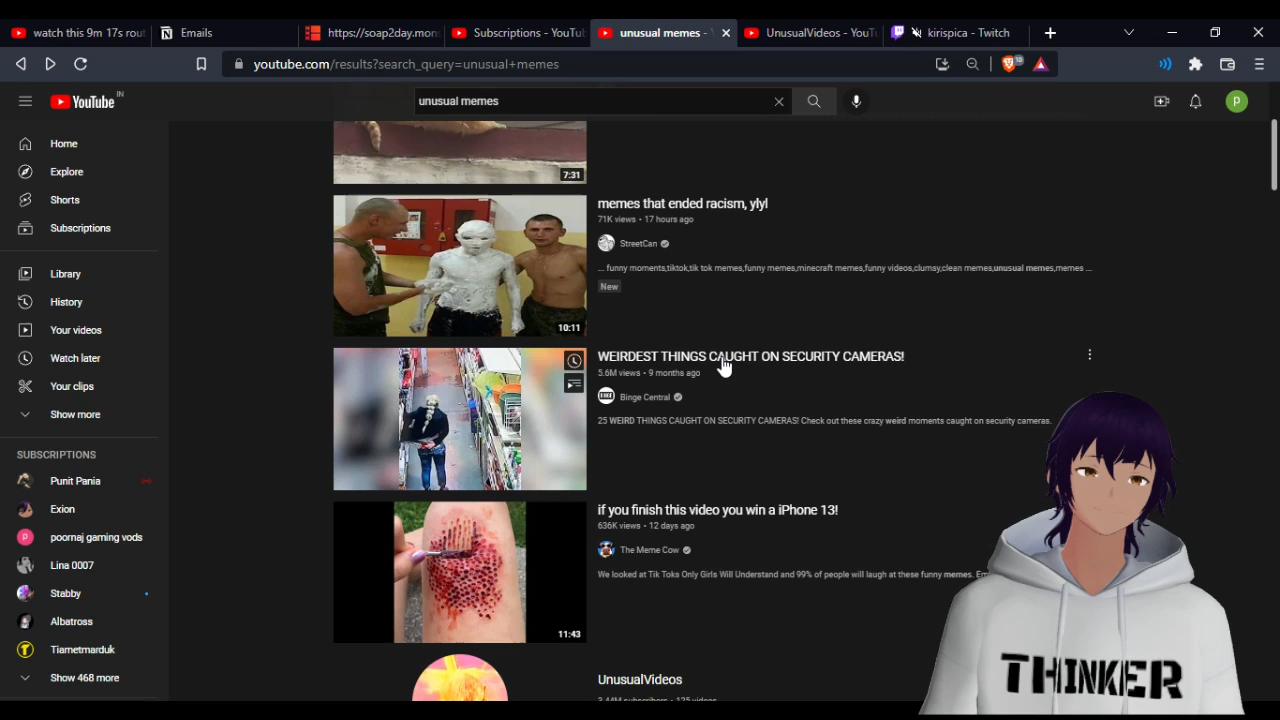 watch this 9m 17s rout
Emails
https://soap2day.mons
Subscriptions - YouTu
unusual memes -
UnusualVideos - YouTu
kirispica - Twitch
youtube.com/results?search_query=unusual+memes
10
YouTube IN
unusual memes
P
Home
Explore
Shorts
Subscriptions
Library
History
Your videos
Watch later
Your clips
Show more
SUBSCRIPTIONS
Punit Pania
Exion
P
poornaj gaming vods
Lina 0007
Stabby
Albatross
Tiametmarduk
Show 468 more
7:31
memes that ended racism, yly!
71K views • 17 hours ago
StreetCan
... funny moments,tiktok,tik tok memes,funny memes,minecraft memes,funny videos,clumsy,clean memes,unusual memes,memes ...
New
10:11
WEIRDEST THINGS CAUGHT ON SECURITY CAMERAS!
5.6M views • 9 months ago
Binge Central
25 WEIRD THINGS CAUGHT ON SECURITY CAMERAS! Check out these crazy weird moments caught on security cameras.
if you finish this video you win a iPhone 13!
636K views • 12 days ago
The Meme Cow
We looked at Tik Toks Only Girls Will Understand and 99% of people will laugh at these funny memes.
11:43
UnusualVideos
3.44M subscribers • 125 videos
THINKER